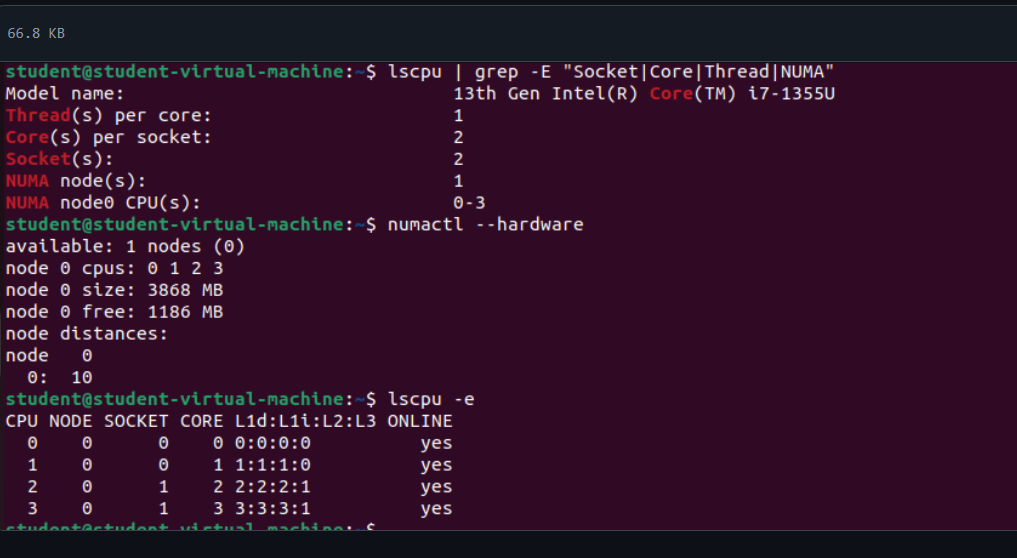 66.8 KB
student@student-virtual-machine:~$ lscpu | grep -E "Socket|Core|Thread|NUMA"
Model name:                              13th Gen Intel(R) Core(TM) i7-1355U
Thread(s) per core:                      1
Core(s) per socket:                      2
Socket(s):                               2
NUMA node(s):                            1
NUMA node0 CPU(s):                       0-3
student@student-virtual-machine:~$ numactl --hardware
available: 1 nodes (0)
node 0 cpus: 0 1 2 3
node 0 size: 3868 MB
node 0 free: 1186 MB
node distances:
node   0
  0:  10
student@student-virtual-machine:~$ lscpu -e
CPU NODE SOCKET CORE L1d:L1i:L2:L3 ONLINE
  0    0      0    0 0:0:0:0          yes
  1    0      0    1 1:1:1:0          yes
  2    0      1    2 2:2:2:1          yes
  3    0      1    3 3:3:3:1          yes
student@student-virtual-machine:~$